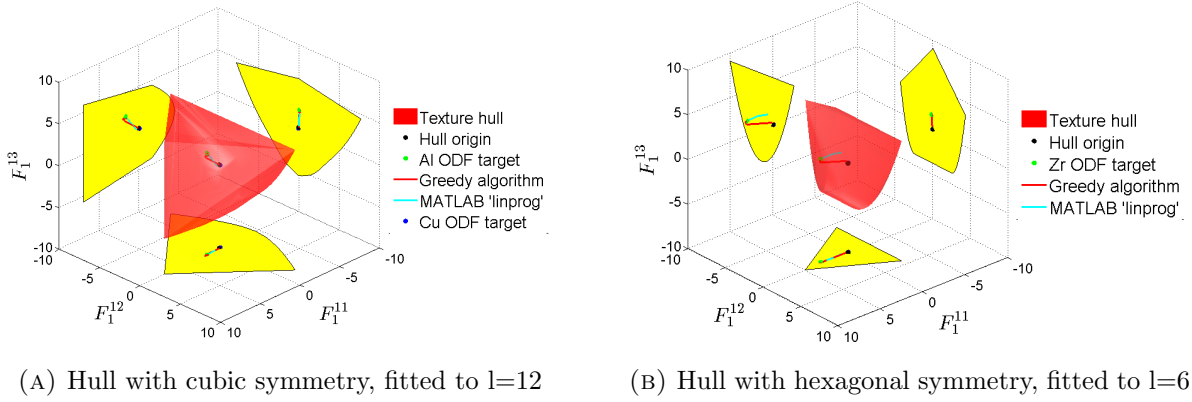 10
5
0
-5
-10
F_1^{13}
-10
-5
0
5
10
F_1^{12}
10
5
0
-5
-10
F_1^{11}
Texture hull
Hull origin
Al ODF target
Greedy algorithm
MATLAB 'linprog'
Cu ODF target
(A) Hull with cubic symmetry, fitted to l=12
10
5
0
-5
-10
F_1^{13}
-10
-5
0
5
10
F_1^{12}
10
5
0
-5
-10
F_1^{11}
Texture hull
Hull origin
Zr ODF target
Greedy algorithm
MATLAB 'linprog'
(B) Hull with hexagonal symmetry, fitted to l=6